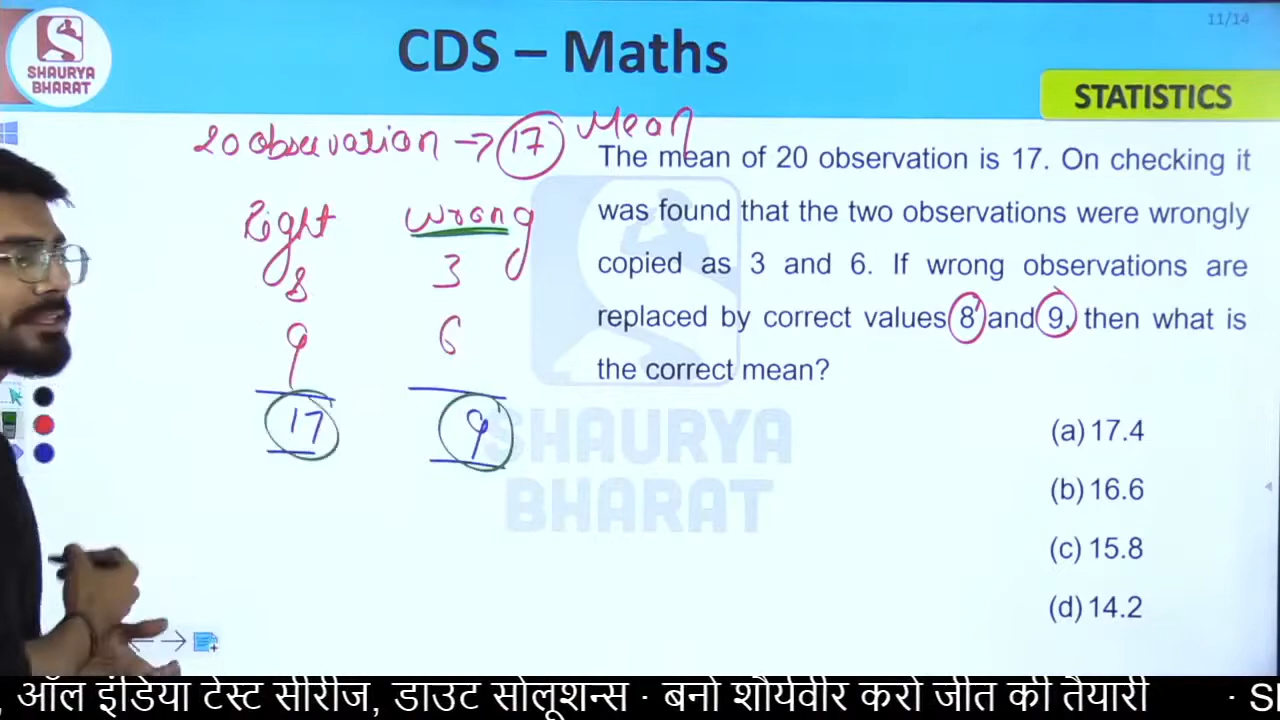 11/14
CDS – Maths
SHAURYA
BHARAT
STATISTICS
20 observation → 17 Mean
The mean of 20 observation is 17. On checking it
was found that the two observations were wrongly
copied as 3 and 6. If wrong observations are
replaced by correct values 8 and 9, then what is
the correct mean?
Right wrong
8 3
9 6
17 9
SHAURYA
BHARAT
(a) 17.4
(b) 16.6
(c) 15.8
(d) 14.2
, ऑल इंडिया टेस्ट सीरीज, डाउट सोलूशन्स · बनो शौर्यवीर करो जीत की तैयारी · S